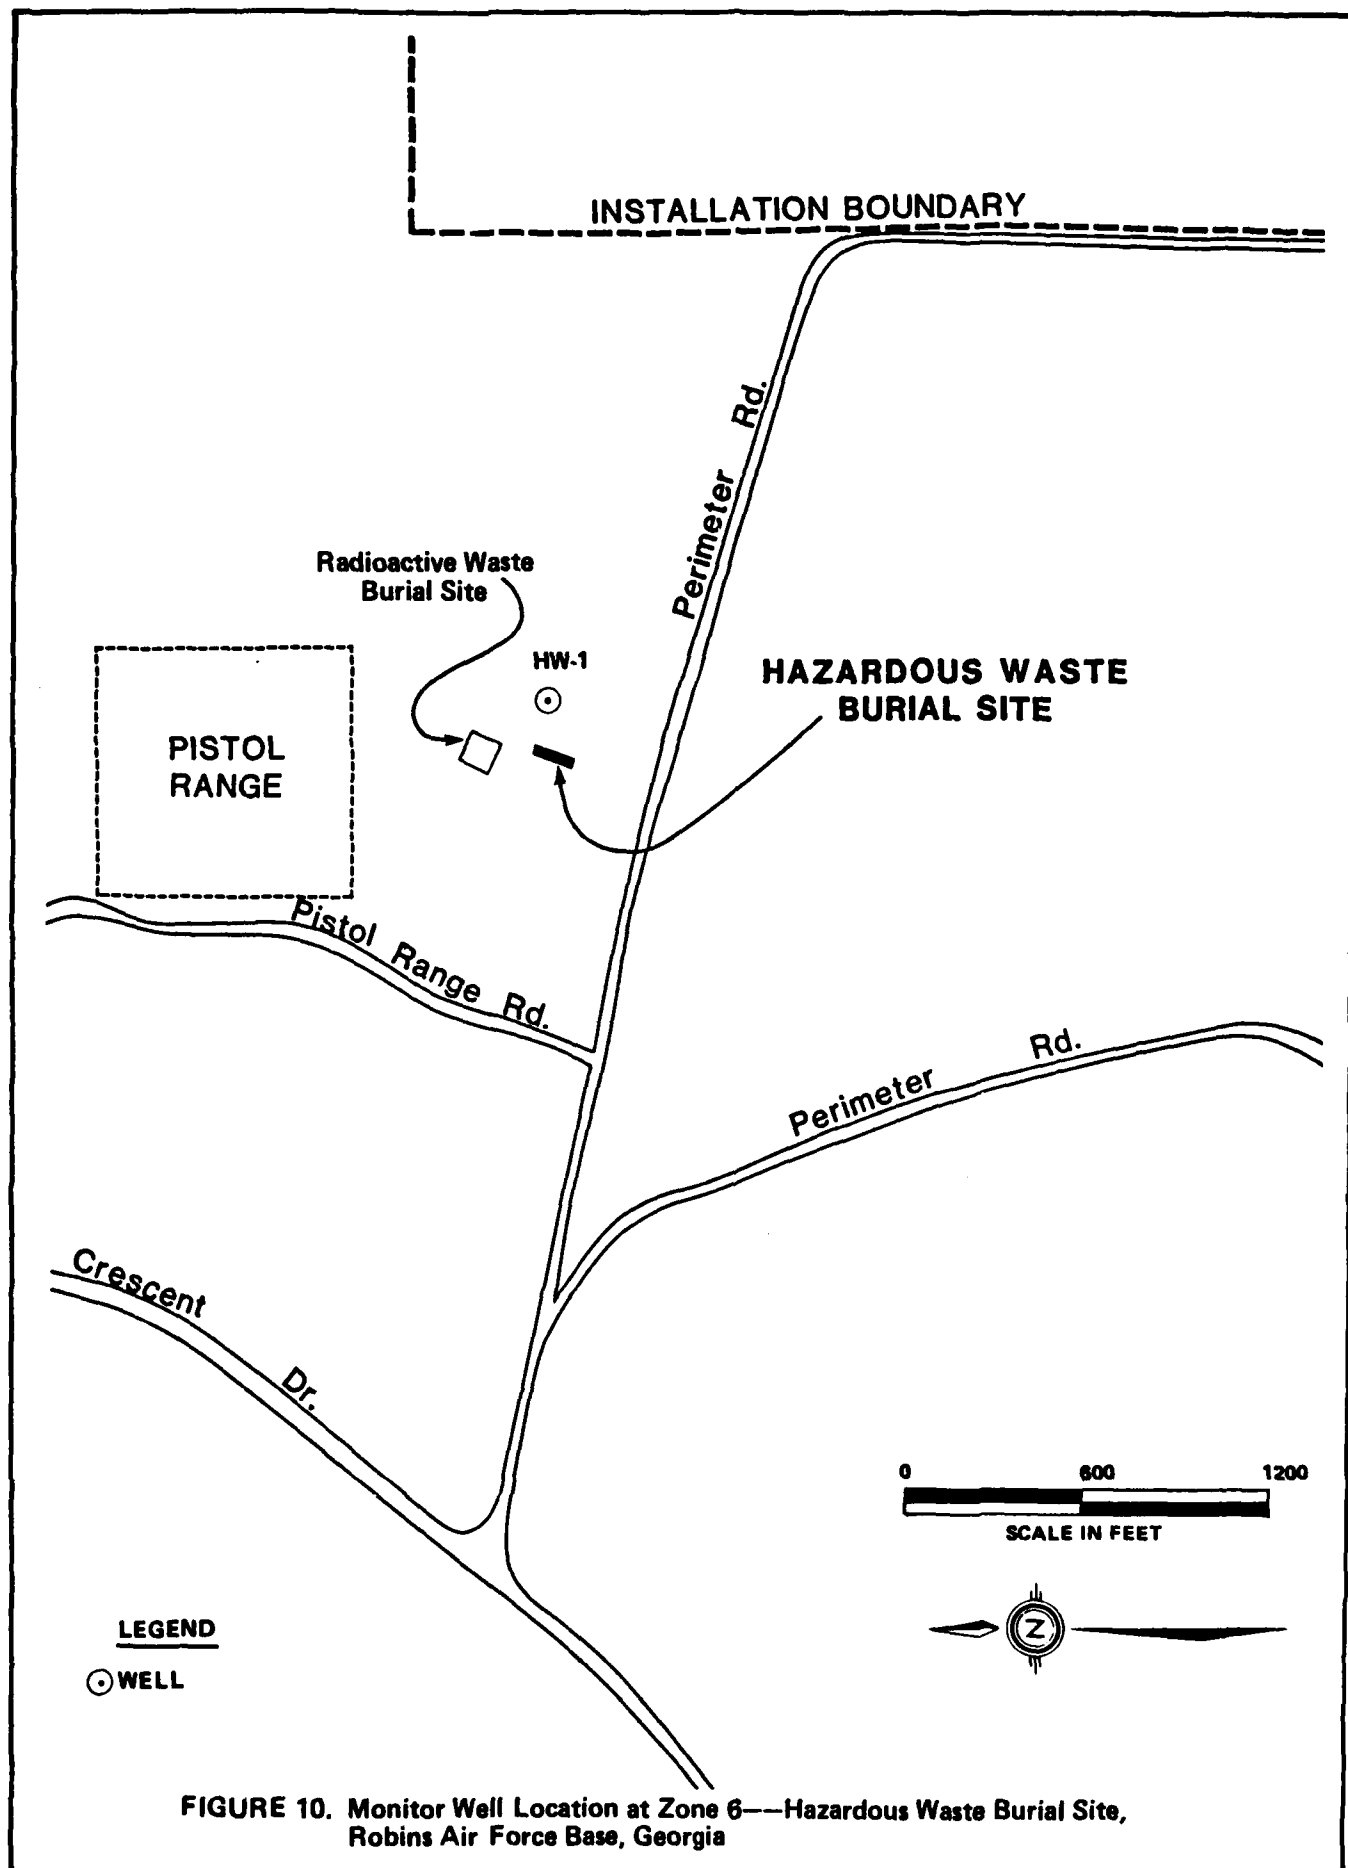 INSTALLATION BOUNDARY
Perimeter Rd.
Radioactive Waste
Burial Site
HW-1
HAZARDOUS WASTE
BURIAL SITE
PISTOL
RANGE
Pistol Range Rd.
Perimeter Rd.
Crescent Dr.
0 600 1200
SCALE IN FEET
N
LEGEND
WELL
FIGURE 10. Monitor Well Location at Zone 6--Hazardous Waste Burial Site,
Robins Air Force Base, Georgia